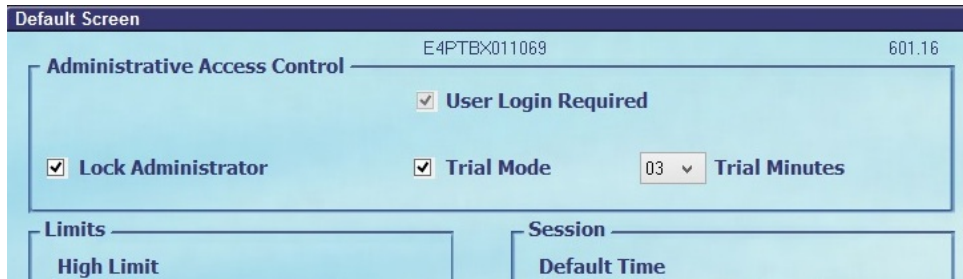 Default Screen
E4PTBX011069 601.16
Administrative Access Control
User Login Required
Lock Administrator Trial Mode 03 Trial Minutes
Limits Session
High Limit Default Time